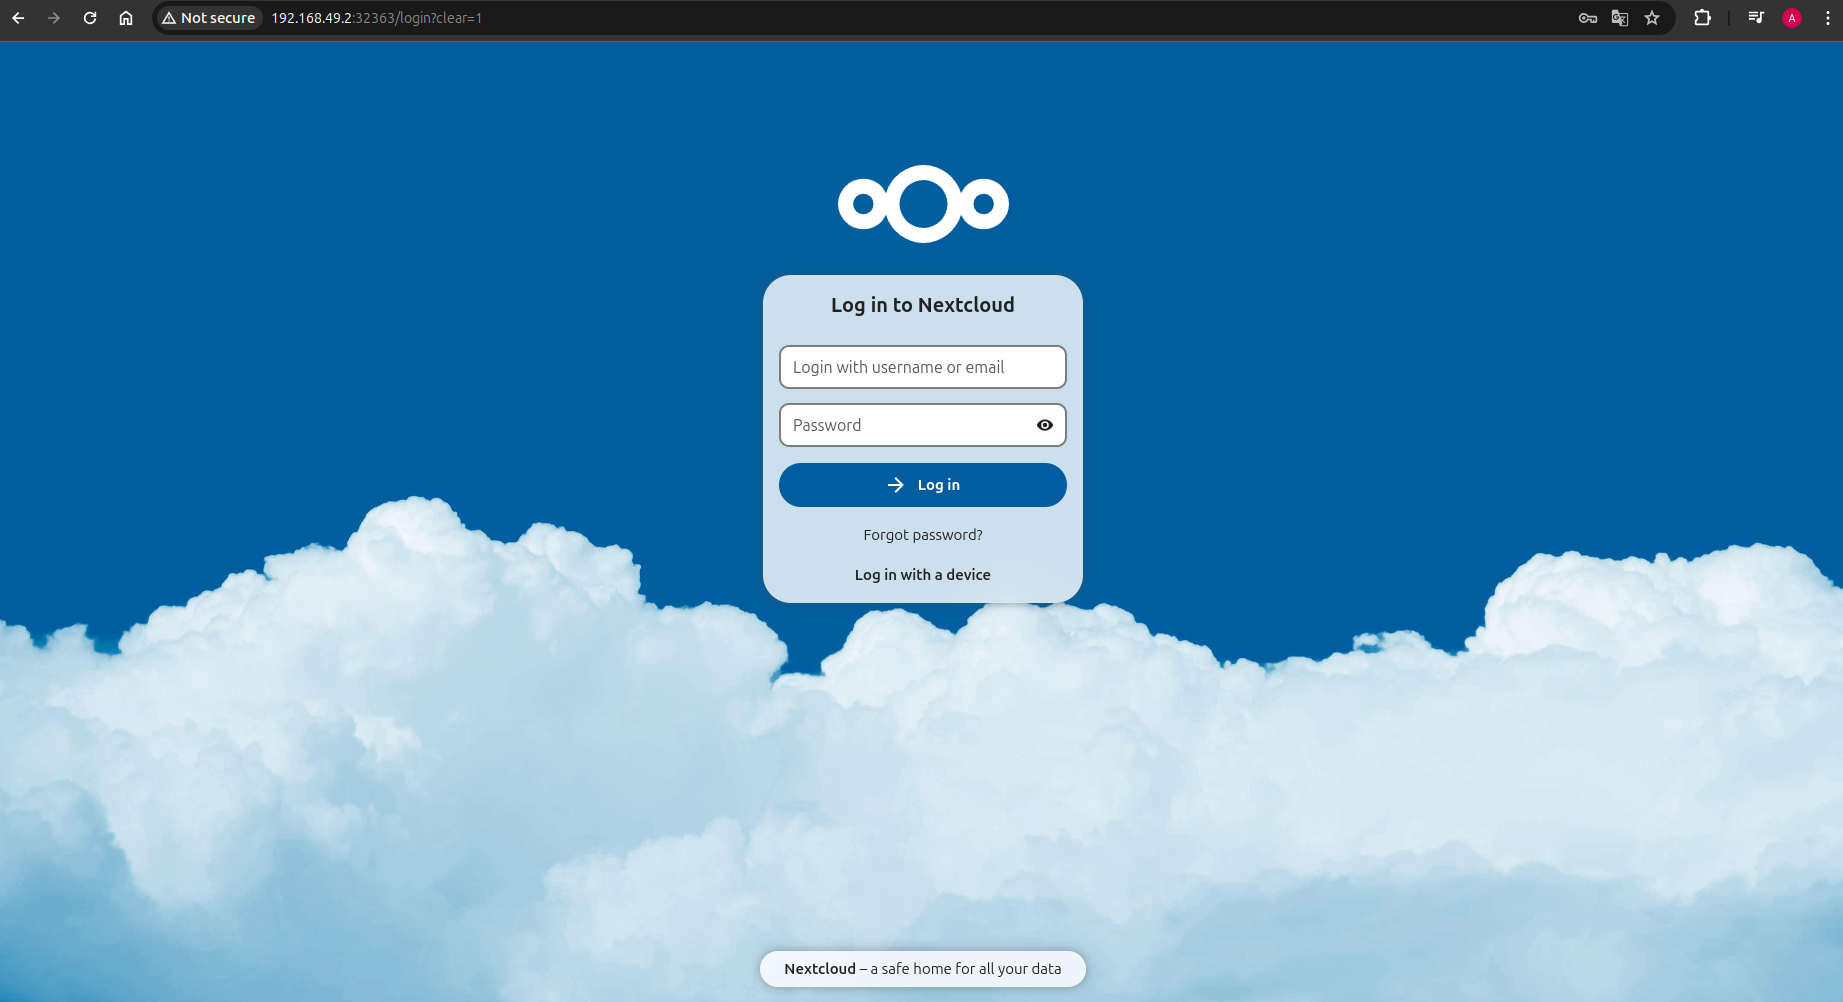 Not secure 192.168.49.2:32363/login?clear=1
A
Log in to Nextcloud
Login with username or email
Password
Log in
Forgot password?
Log in with a device
Nextcloud – a safe home for all your data